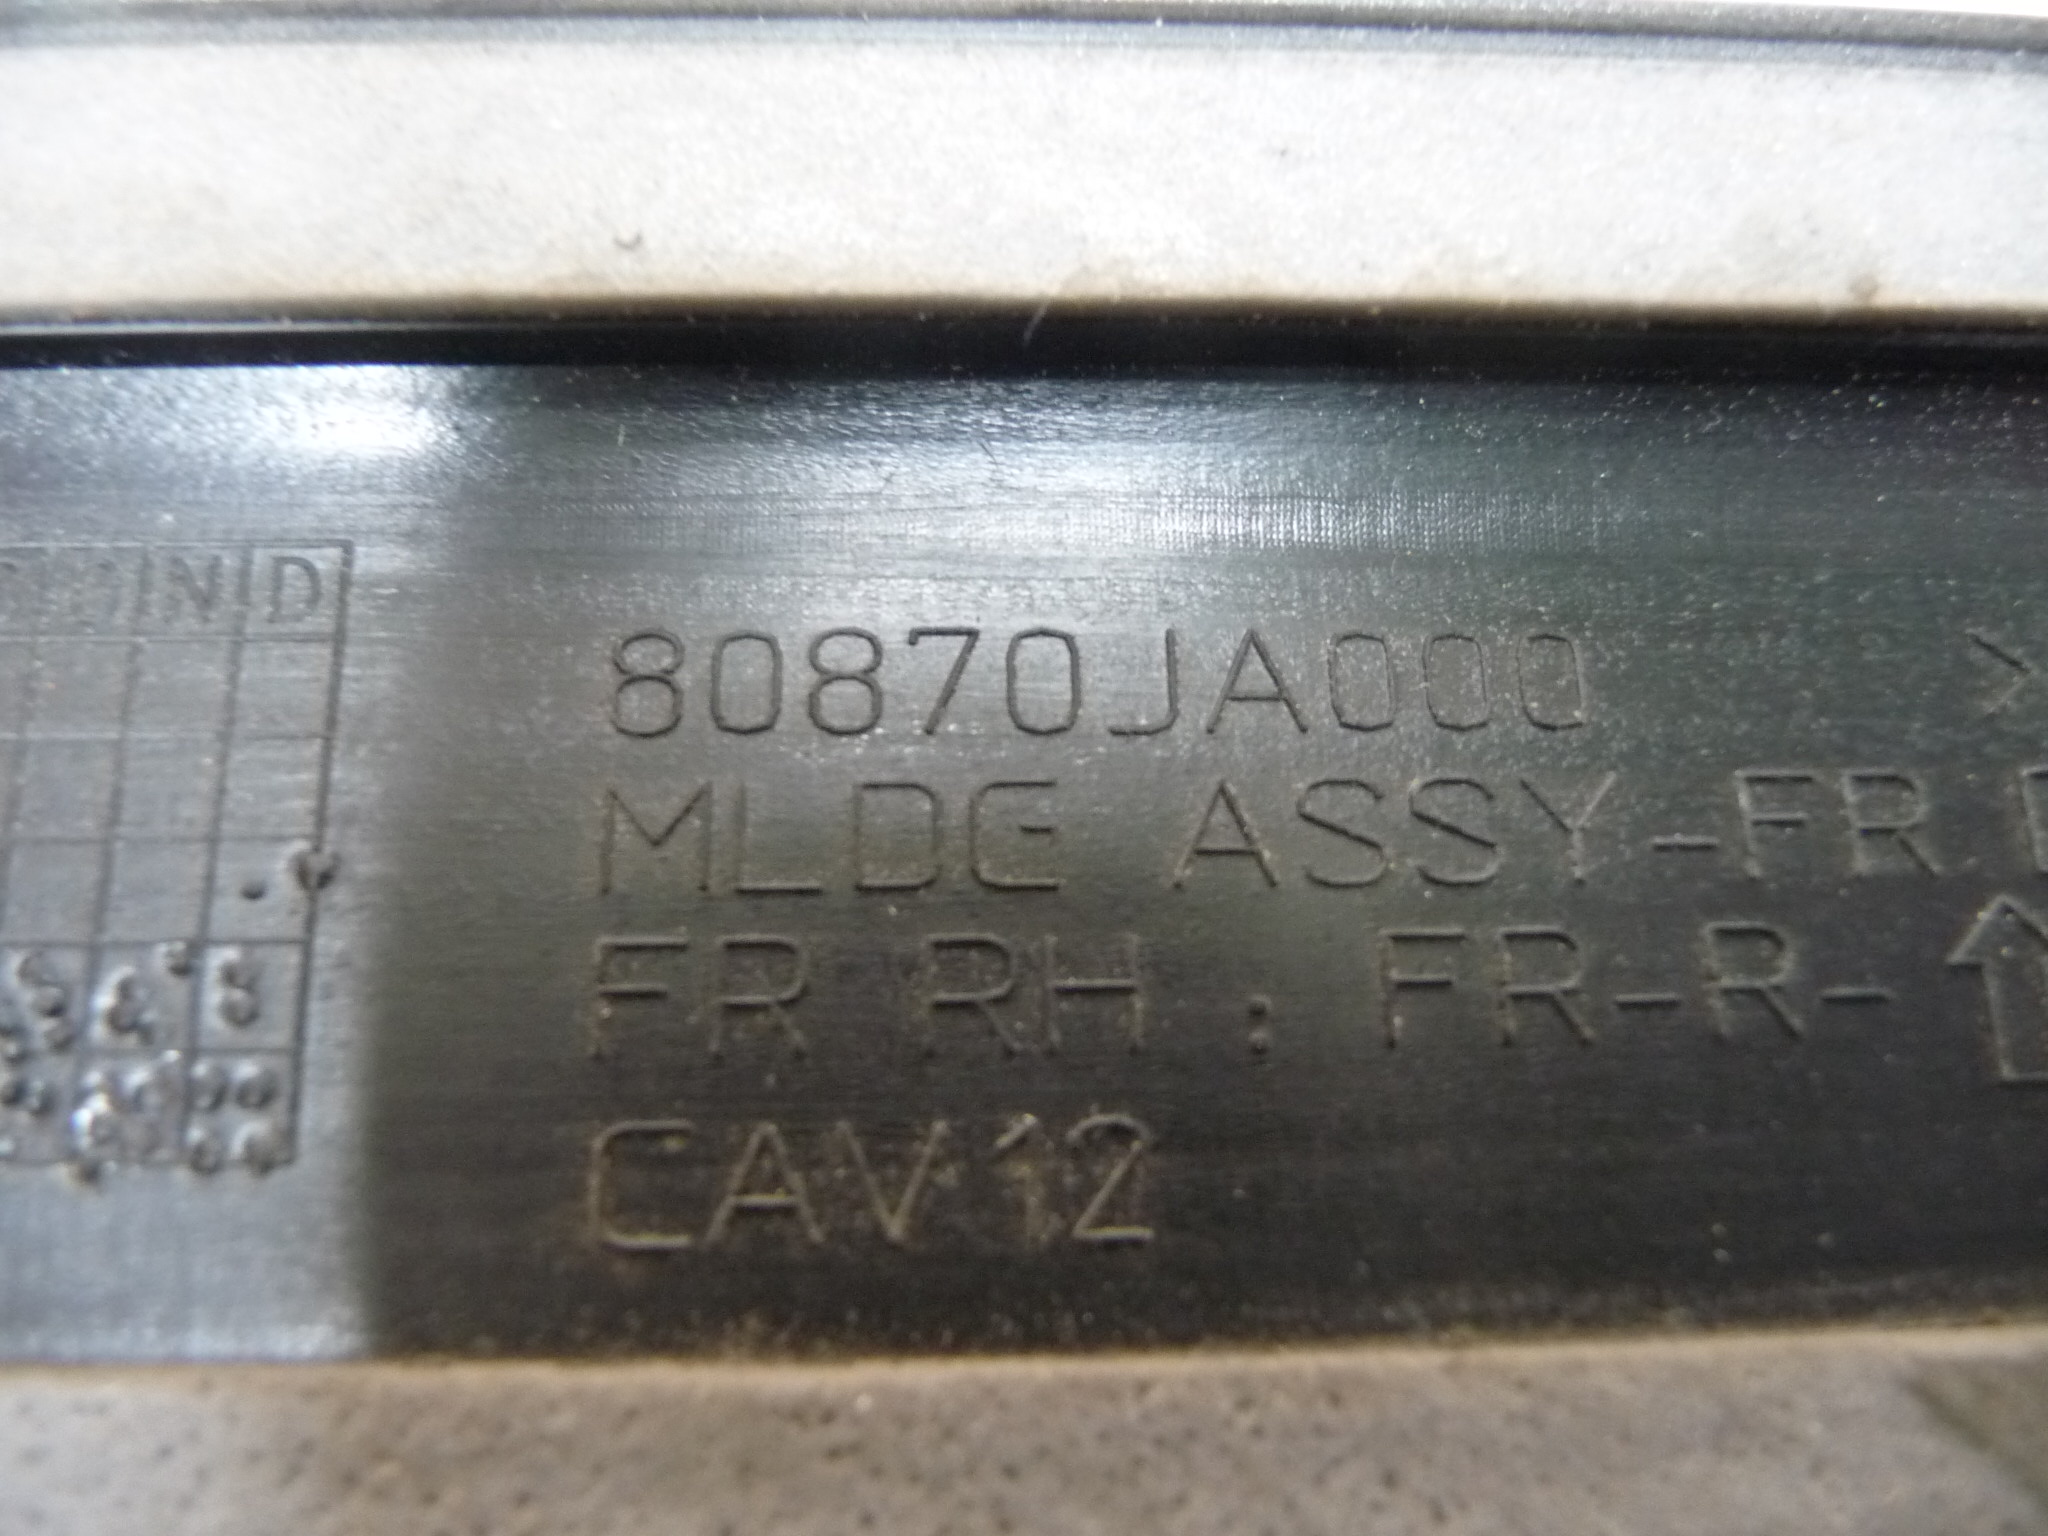 N D
80870JA000
MLDG ASSY-FR
FR RH : FR-R-
CAV12